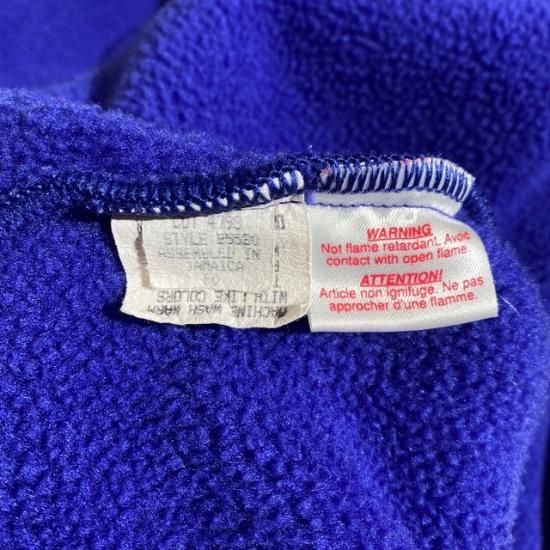 STYLE 85580
ASSEMBLED IN
JAMAICA
WITH LIKE COLORS
MACHINE WASH WARM
WARNING
Not flame retardant. Avoid
contact with open flame.
ATTENTION!
Article non ignifuge. Ne pas
approcher d'une flamme.